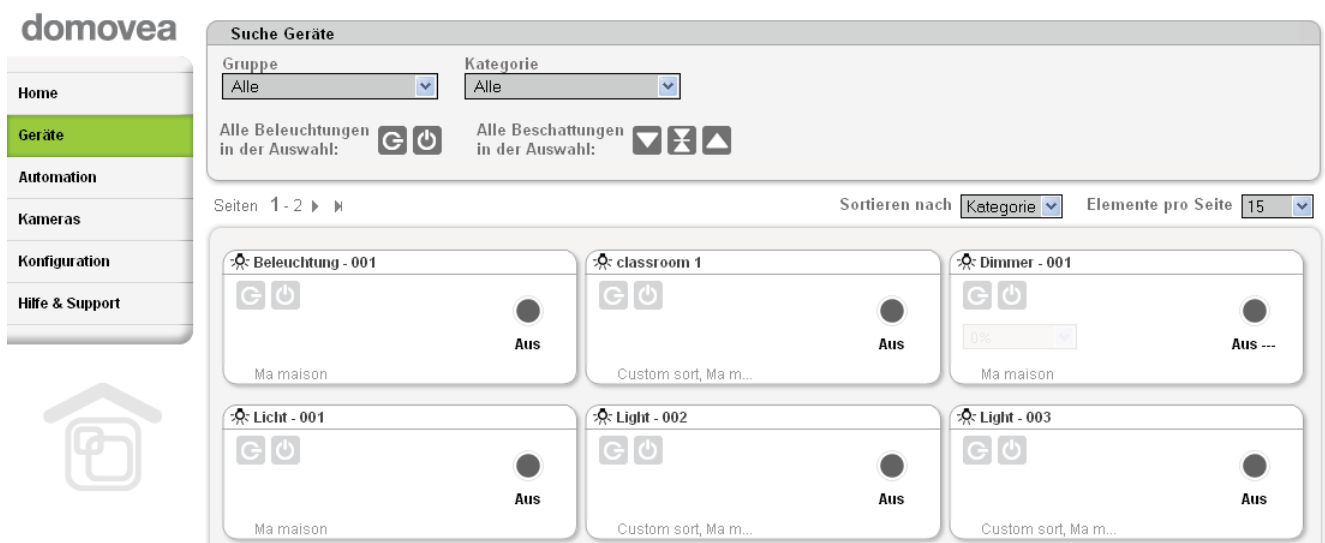 domovea
Home
Geräte
Automation
Kameras
Konfiguration
Hilfe & Support
Suche Geräte
Gruppe
Alle
Kategorie
Alle
Alle Beleuchtungen
in der Auswahl:
Alle Beschattungen
in der Auswahl:
Seiten 1 - 2
Sortieren nach Kategorie
Elemente pro Seite 15
Beleuchtung - 001
Aus
Ma maison
classroom 1
Aus
Custom sort, Ma m...
Dimmer - 001
0%
Aus ---
Ma maison
Licht - 001
Aus
Ma maison
Light - 002
Aus
Custom sort, Ma m...
Light - 003
Aus
Custom sort, Ma m...